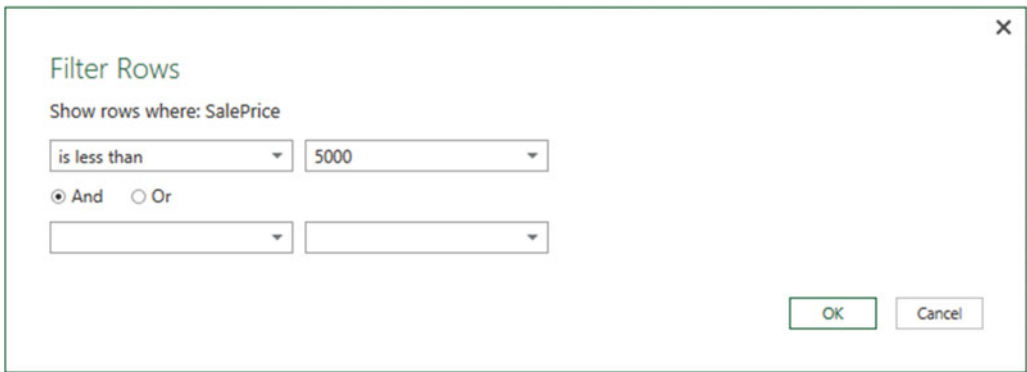 Filter Rows
Show rows where: SalePrice
is less than 5000
And Or
OK Cancel